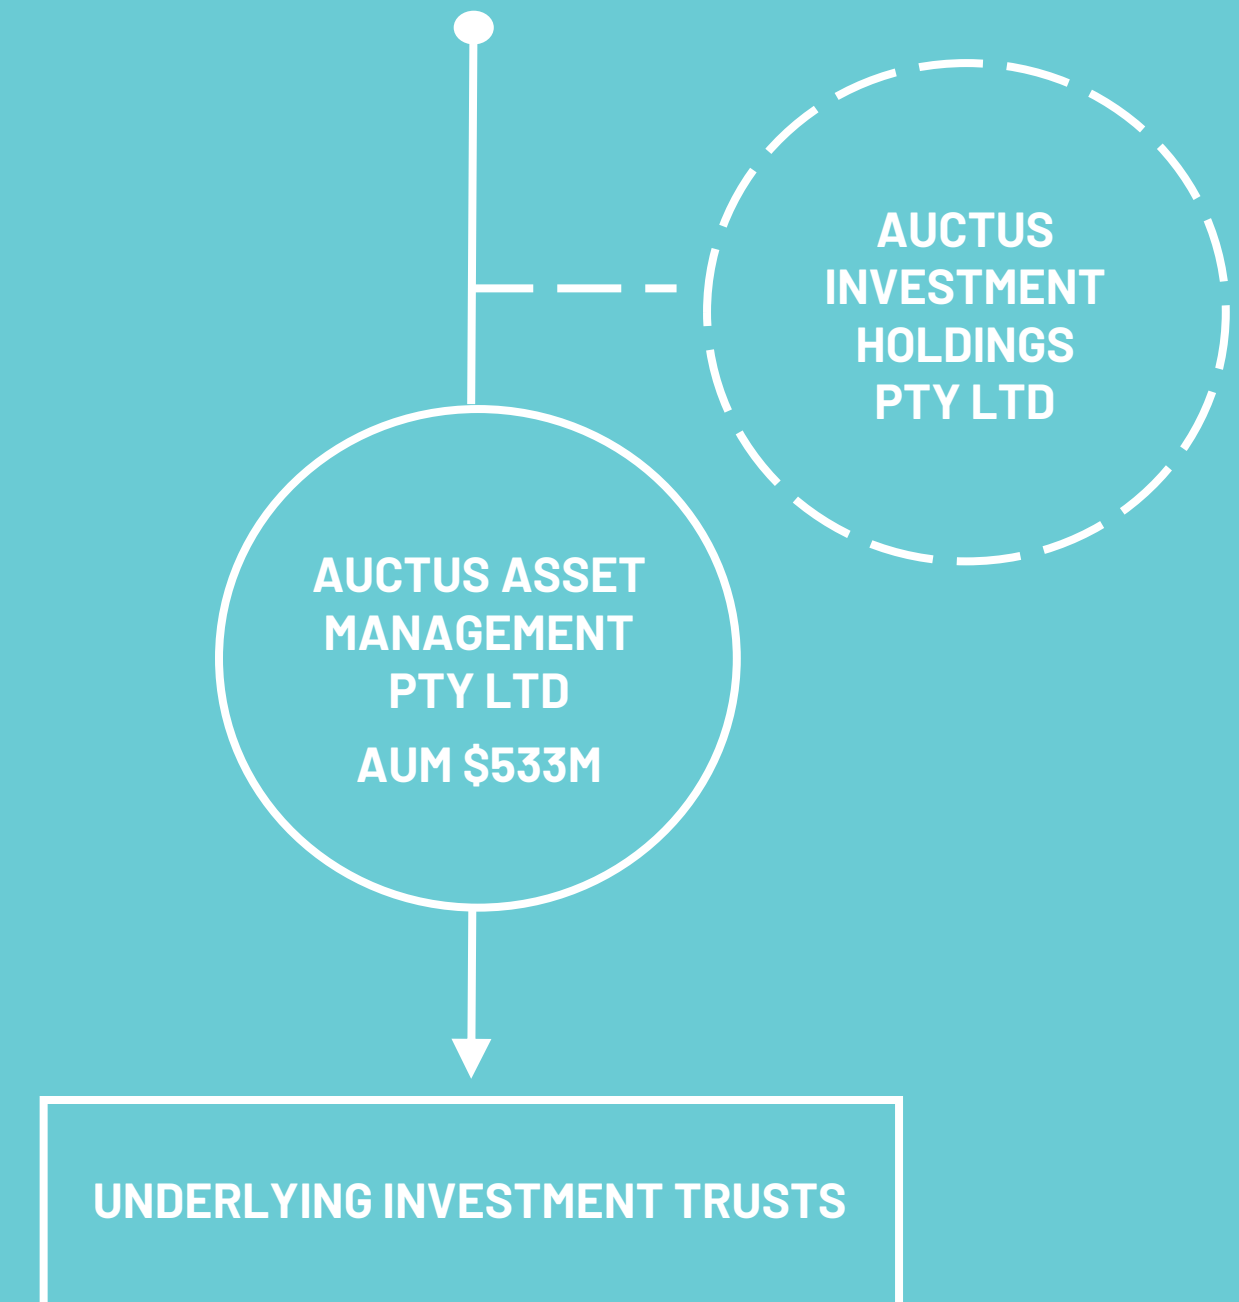 AUCTUS
INVESTMENT
HOLDINGS
PTY LTD
AUCTUS ASSET
MANAGEMENT
PTY LTD
AUM $533M
UNDERLYING INVESTMENT TRUSTS